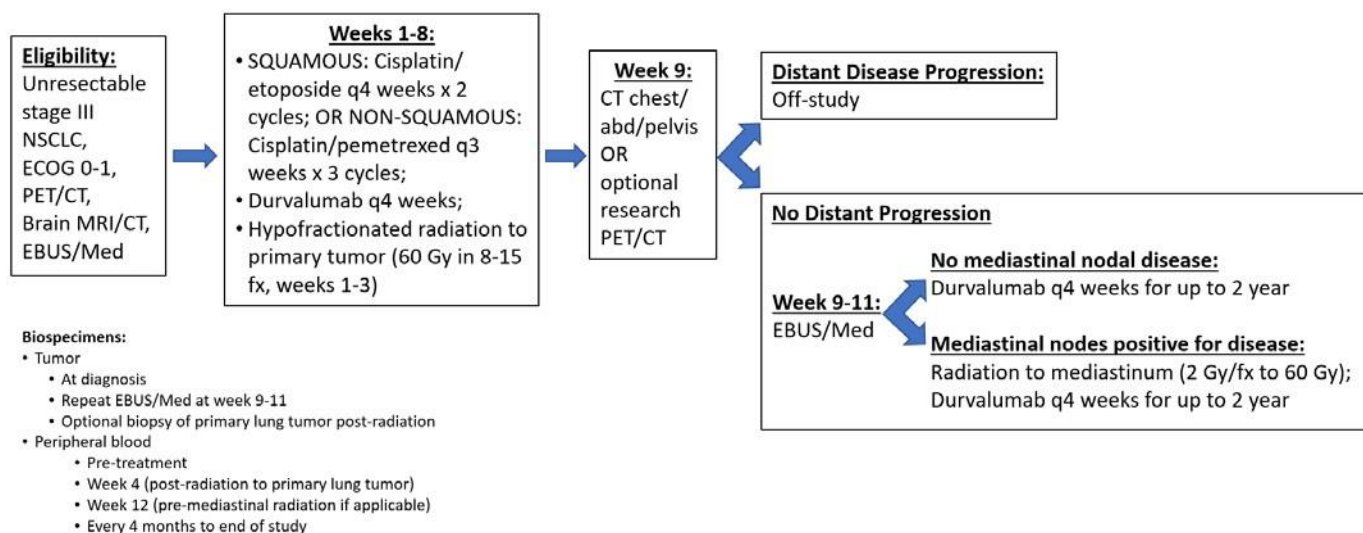 Eligibility:
Unresectable
stage III
NSCLC,
ECOG 0-1,
PET/CT,
Brain MRI/CT,
EBUS/Med
Weeks 1-8:
• SQUAMOUS: Cisplatin/
etoposide q4 weeks x 2
cycles; OR NON-SQUAMOUS:
Cisplatin/pemetrexed q3
weeks x 3 cycles;
• Durvalumab q4 weeks;
• Hypofractionated radiation to
primary tumor (60 Gy in 8-15
fx, weeks 1-3)
Week 9:
CT chest/
abd/pelvis
OR
optional
research
PET/CT
Distant Disease Progression:
Off-study
No Distant Progression
Week 9-11:
EBUS/Med
No mediastinal nodal disease:
Durvalumab q4 weeks for up to 2 year
Mediastinal nodes positive for disease:
Radiation to mediastinum (2 Gy/fx to 60 Gy);
Durvalumab q4 weeks for up to 2 year
Biospecimens:
• Tumor
• At diagnosis
• Repeat EBUS/Med at week 9-11
• Optional biopsy of primary lung tumor post-radiation
• Peripheral blood
• Pre-treatment
• Week 4 (post-radiation to primary lung tumor)
• Week 12 (pre-mediastinal radiation if applicable)
• Every 4 months to end of study